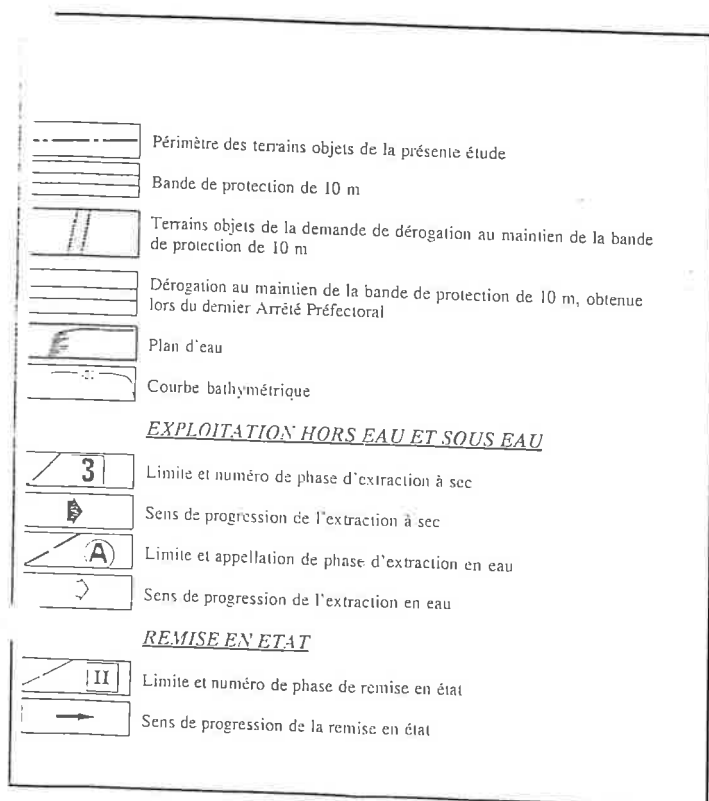 Périmètre des terrains objets de la présente étude
Bande de protection de 10 m
Terrains objets de la demande de dérogation au maintien de la bande
de protection de 10 m
Dérogation au maintien de la bande de protection de 10 m, obtenue
lors du dernier Arrêté Préfectoral
Plan d'eau
Courbe bathymétrique
EXPLOITATION HORS EAU ET SOUS EAU
3 Limite et numéro de phase d'extraction à sec
Sens de progression de l'extraction à sec
A Limite et appellation de phase d'extraction en eau
Sens de progression de l'extraction en eau
REMISE EN ETAT
II Limite et numéro de phase de remise en état
Sens de progression de la remise en état